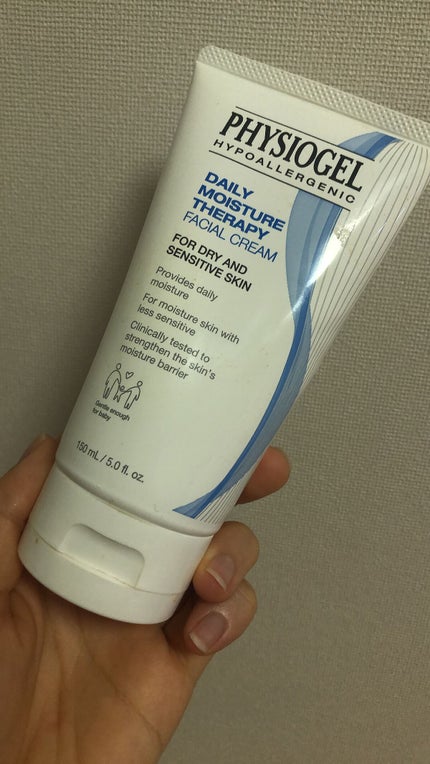 PHYSIOGEL
HYPOALLERGENIC
DAILY
MOISTURE
THERAPY
FACIAL CREAM
FOR DRY AND
SENSITIVE SKIN
Provides daily
moisture
For moisture skin with
less sensitive
Clinically tested to
strengthen the skin's
moisture barrier
Gentle enough
for baby
150 mL / 5.0 fl. oz.